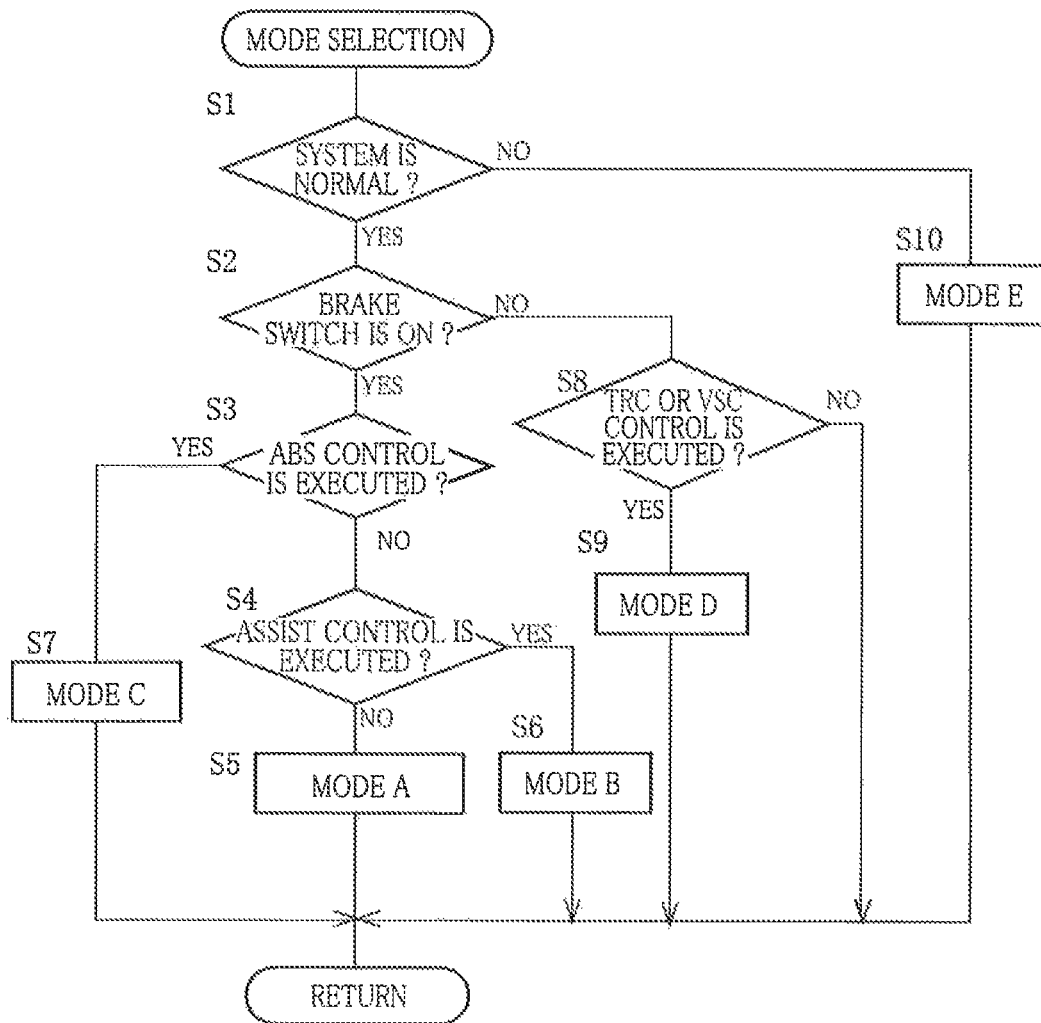 MODE SELECTION
S1
SYSTEM IS
NORMAL ?
NO
YES
S2
BRAKE
SWITCH IS ON ?
NO
YES
S10
MODE E
S3
YES
ABS CONTROL
IS EXECUTED ?
NO
S8
TRC OR VSC
CONTROL IS
EXECUTED ?
NO
YES
S9
MODE D
S4
ASSIST CONTROL IS
EXECUTED ?
YES
NO
S7
MODE C
S5
MODE A
S6
MODE B
RETURN